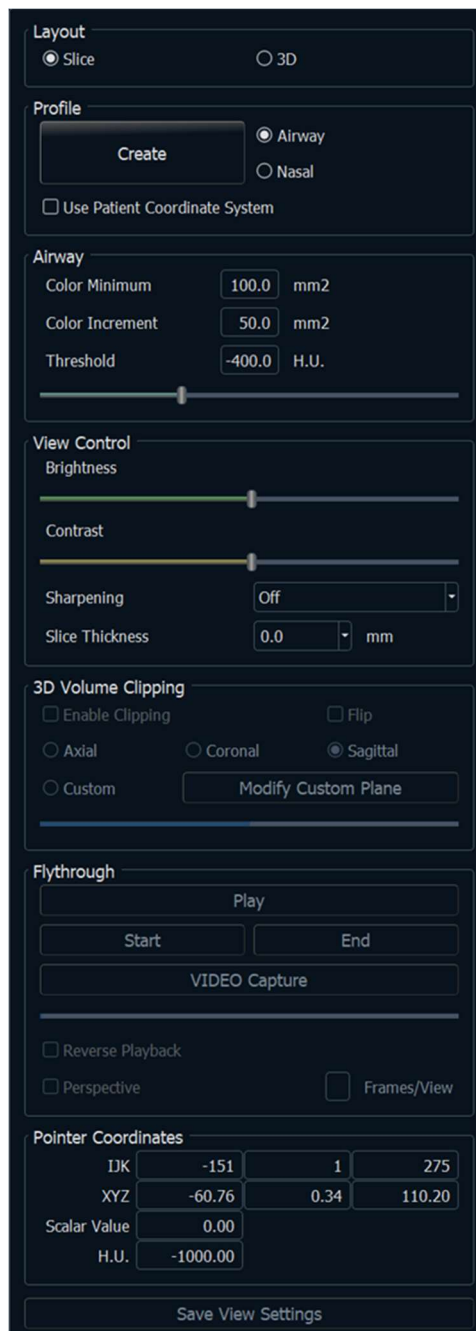 Layout
Slice 3D
Profile
Create
Airway
Nasal
Use Patient Coordinate System
Airway
Color Minimum 100.0 mm2
Color Increment 50.0 mm2
Threshold -400.0 H.U.
View Control
Brightness
Contrast
Sharpening Off
Slice Thickness 0.0 mm
3D Volume Clipping
Enable Clipping Flip
Axial Coronal Sagittal
Custom Modify Custom Plane
Flythrough
Play
Start End
VIDEO Capture
Reverse Playback
Perspective Frames/View
Pointer Coordinates
IJK -151 1 275
XYZ -60.76 0.34 110.20
Scalar Value 0.00
H.U. -1000.00
Save View Settings